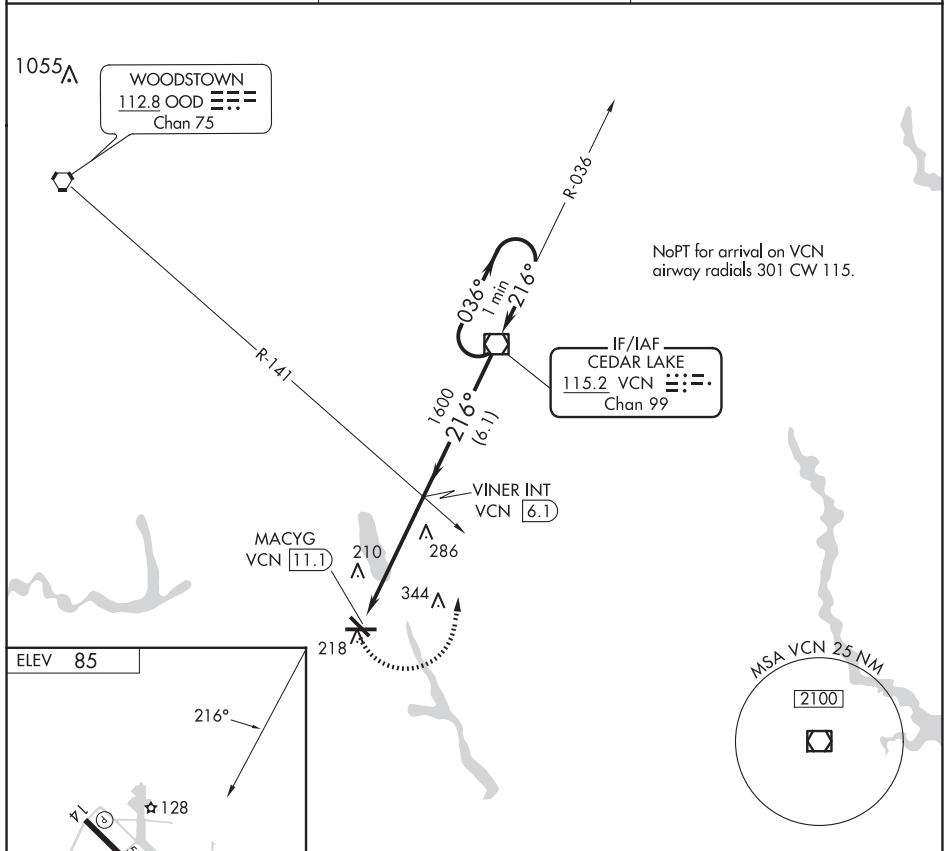 1055
WOODSTOWN
112.8 OOD
Chan 75
R-036
NoPT for arrival on VCN
airway radials 301 CW 115.
036°
1 min
216°
IF/IAF
CEDAR LAKE
115.2 VCN
Chan 99
R-141
1600
216°
(6.1)
VINER INT
VCN 6.1
MACYG
VCN 11.1
210
286
344
218
ELEV 85
216°
128
14
P
MSA VCN 25 NM
2100